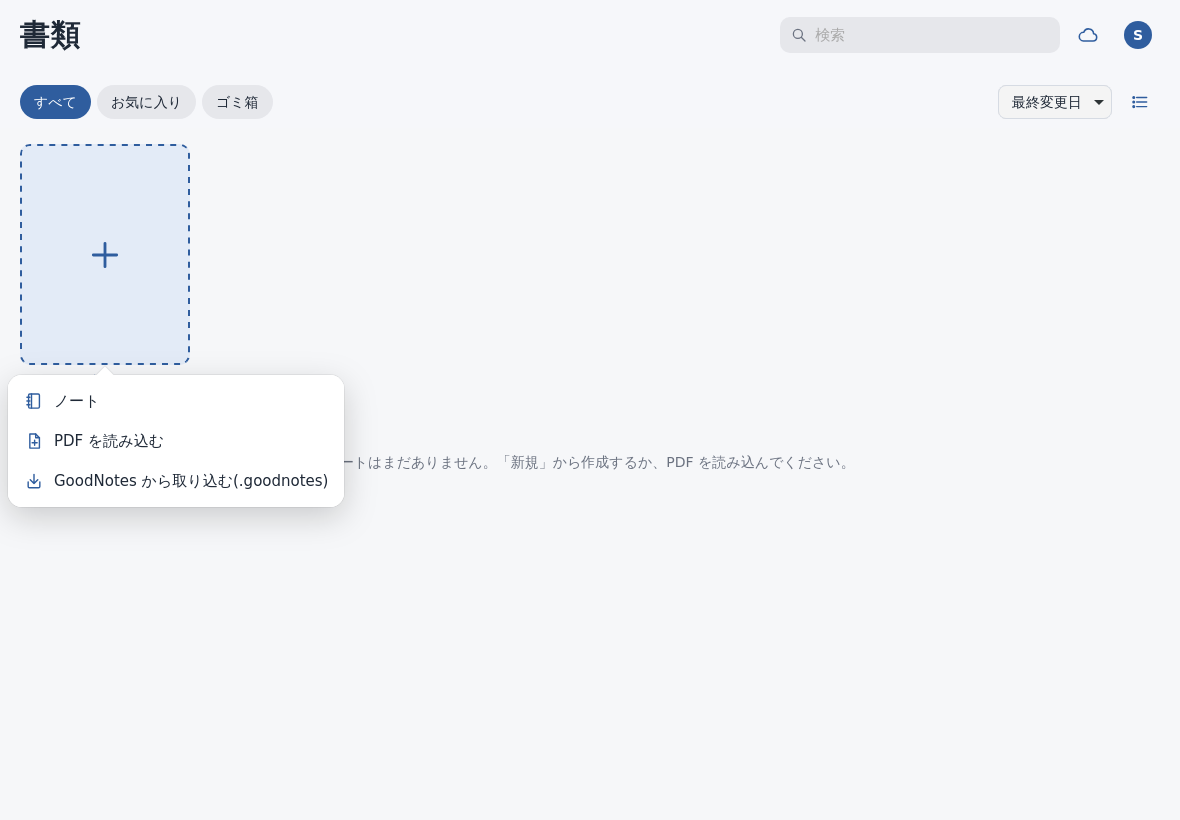 書類
検索
S
すべて
お気に入り
ゴミ箱
最終変更日
ノート
PDF を読み込む
ートはまだありません。「新規」から作成するか、PDF を読み込んでください。
GoodNotes から取り込む(.goodnotes)